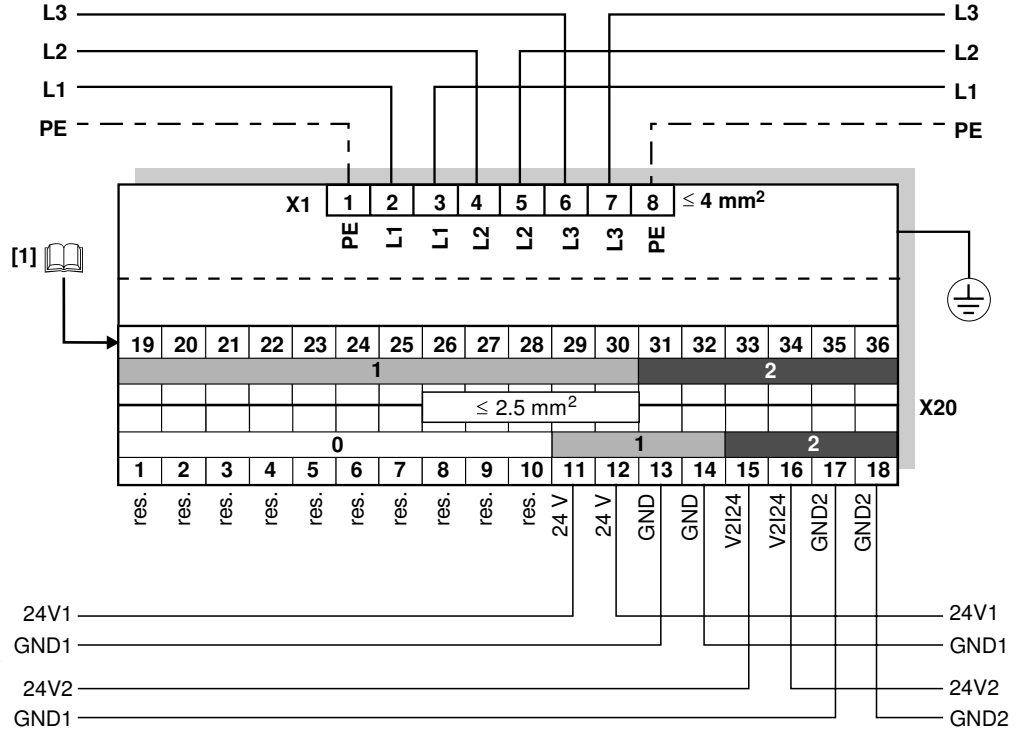 L3 L3
L2 L2
L1 L1
PE PE
X1 1 2 3 4 5 6 7 8 ≤ 4 mm²
PE L1 L1 L2 L2 L3 L3 PE
[1]
19 20 21 22 23 24 25 26 27 28 29 30 31 32 33 34 35 36
1 2
≤ 2.5 mm²
X20
0 1 2
1 2 3 4 5 6 7 8 9 10 11 12 13 14 15 16 17 18
res. res. res. res. res. res. res. res. res. res. 24 V 24 V GND GND V2I24 V2I24 GND2 GND2
24V1 24V1
GND1 GND1
24V2 24V2
GND1 GND2